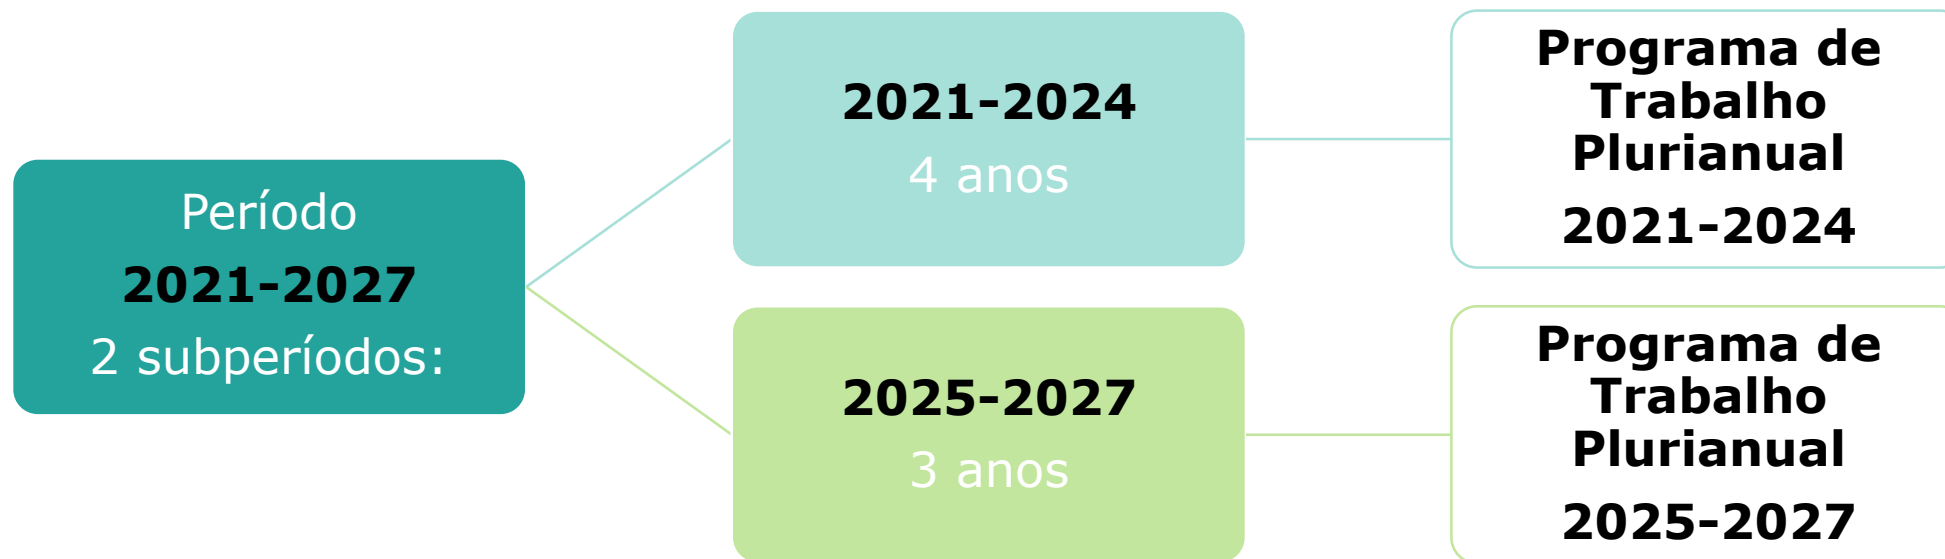 Período
2021-2027
2 subperíodos:
2021-2024
4 anos
Programa de
Trabalho
Plurianual
2021-2024
2025-2027
3 anos
Programa de
Trabalho
Plurianual
2025-2027